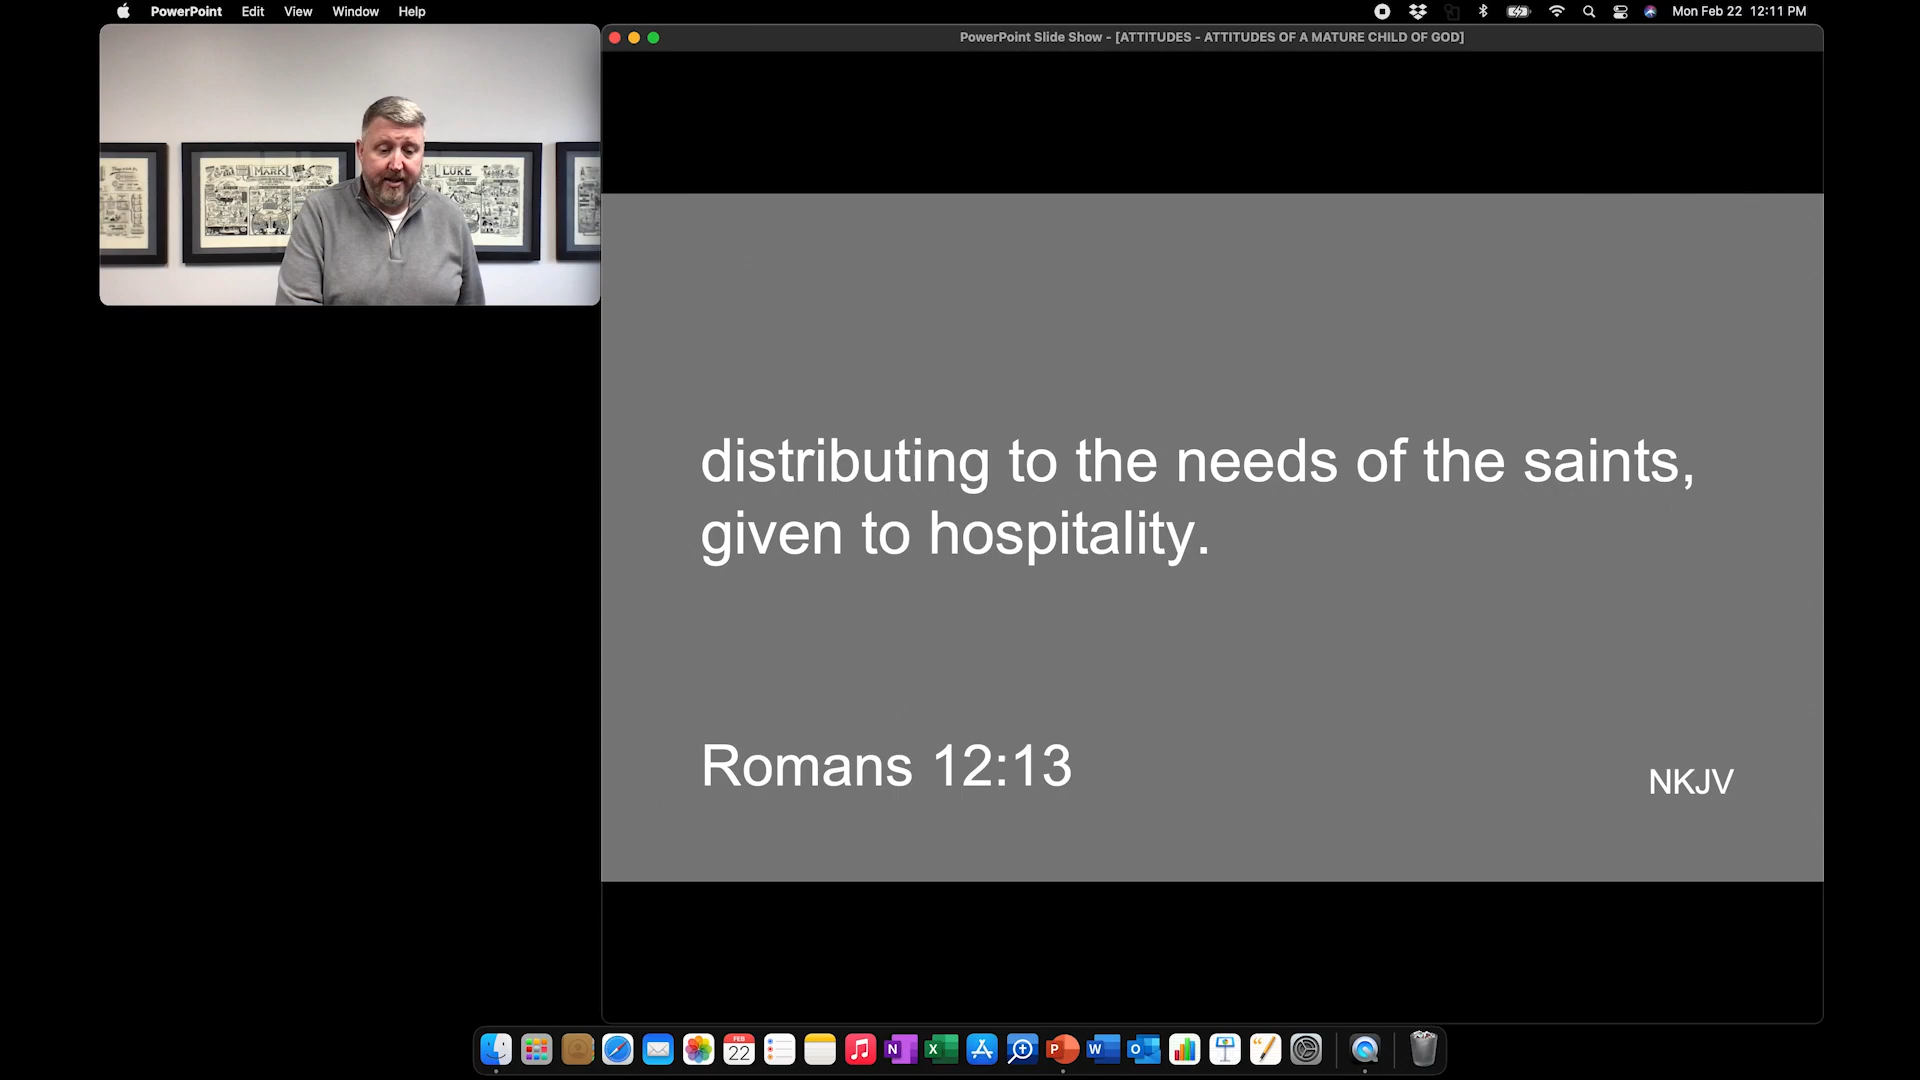 PowerPoint Edit View Window Help
Mon Feb 22 12:11 PM
PowerPoint Slide Show - [ATTITUDES - ATTITUDES OF A MATURE CHILD OF GOD]
MARK
LUKE
distributing to the needs of the saints,
given to hospitality.
Romans 12:13
NKJV
FEB
22